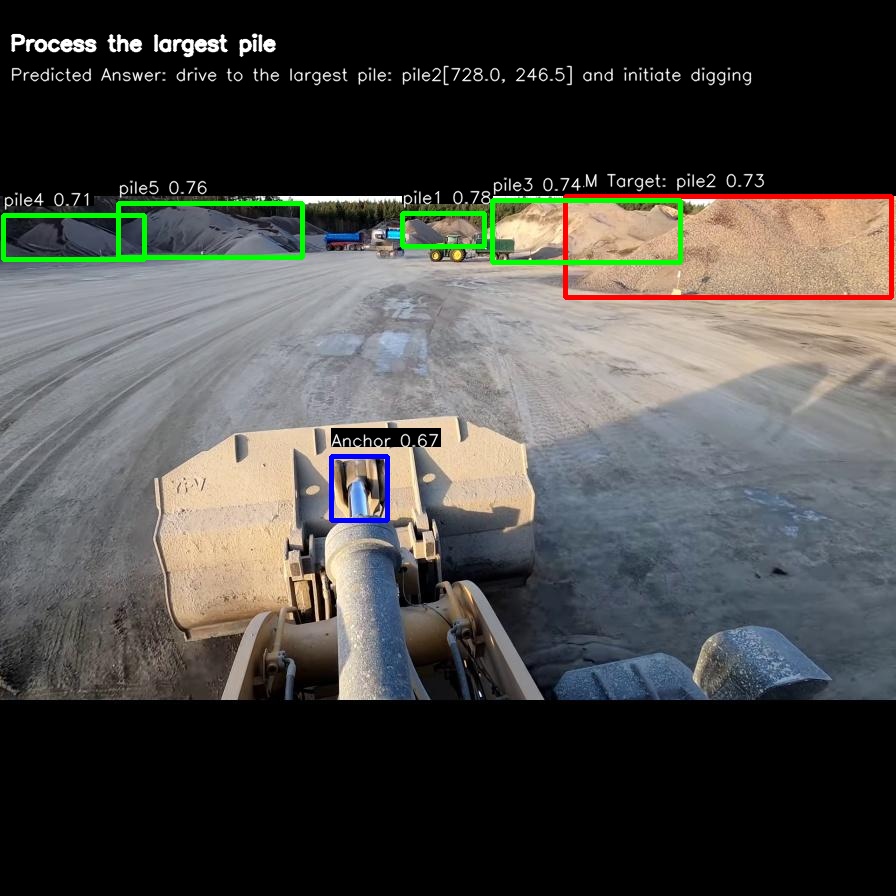 Process the largest pile
Predicted Answer: drive to the largest pile: pile2[728.0, 246.5] and initiate digging
pile4 0.71
pile5 0.76
pile1 0.78
pile3 0.74
M Target: pile2 0.73
Anchor 0.67